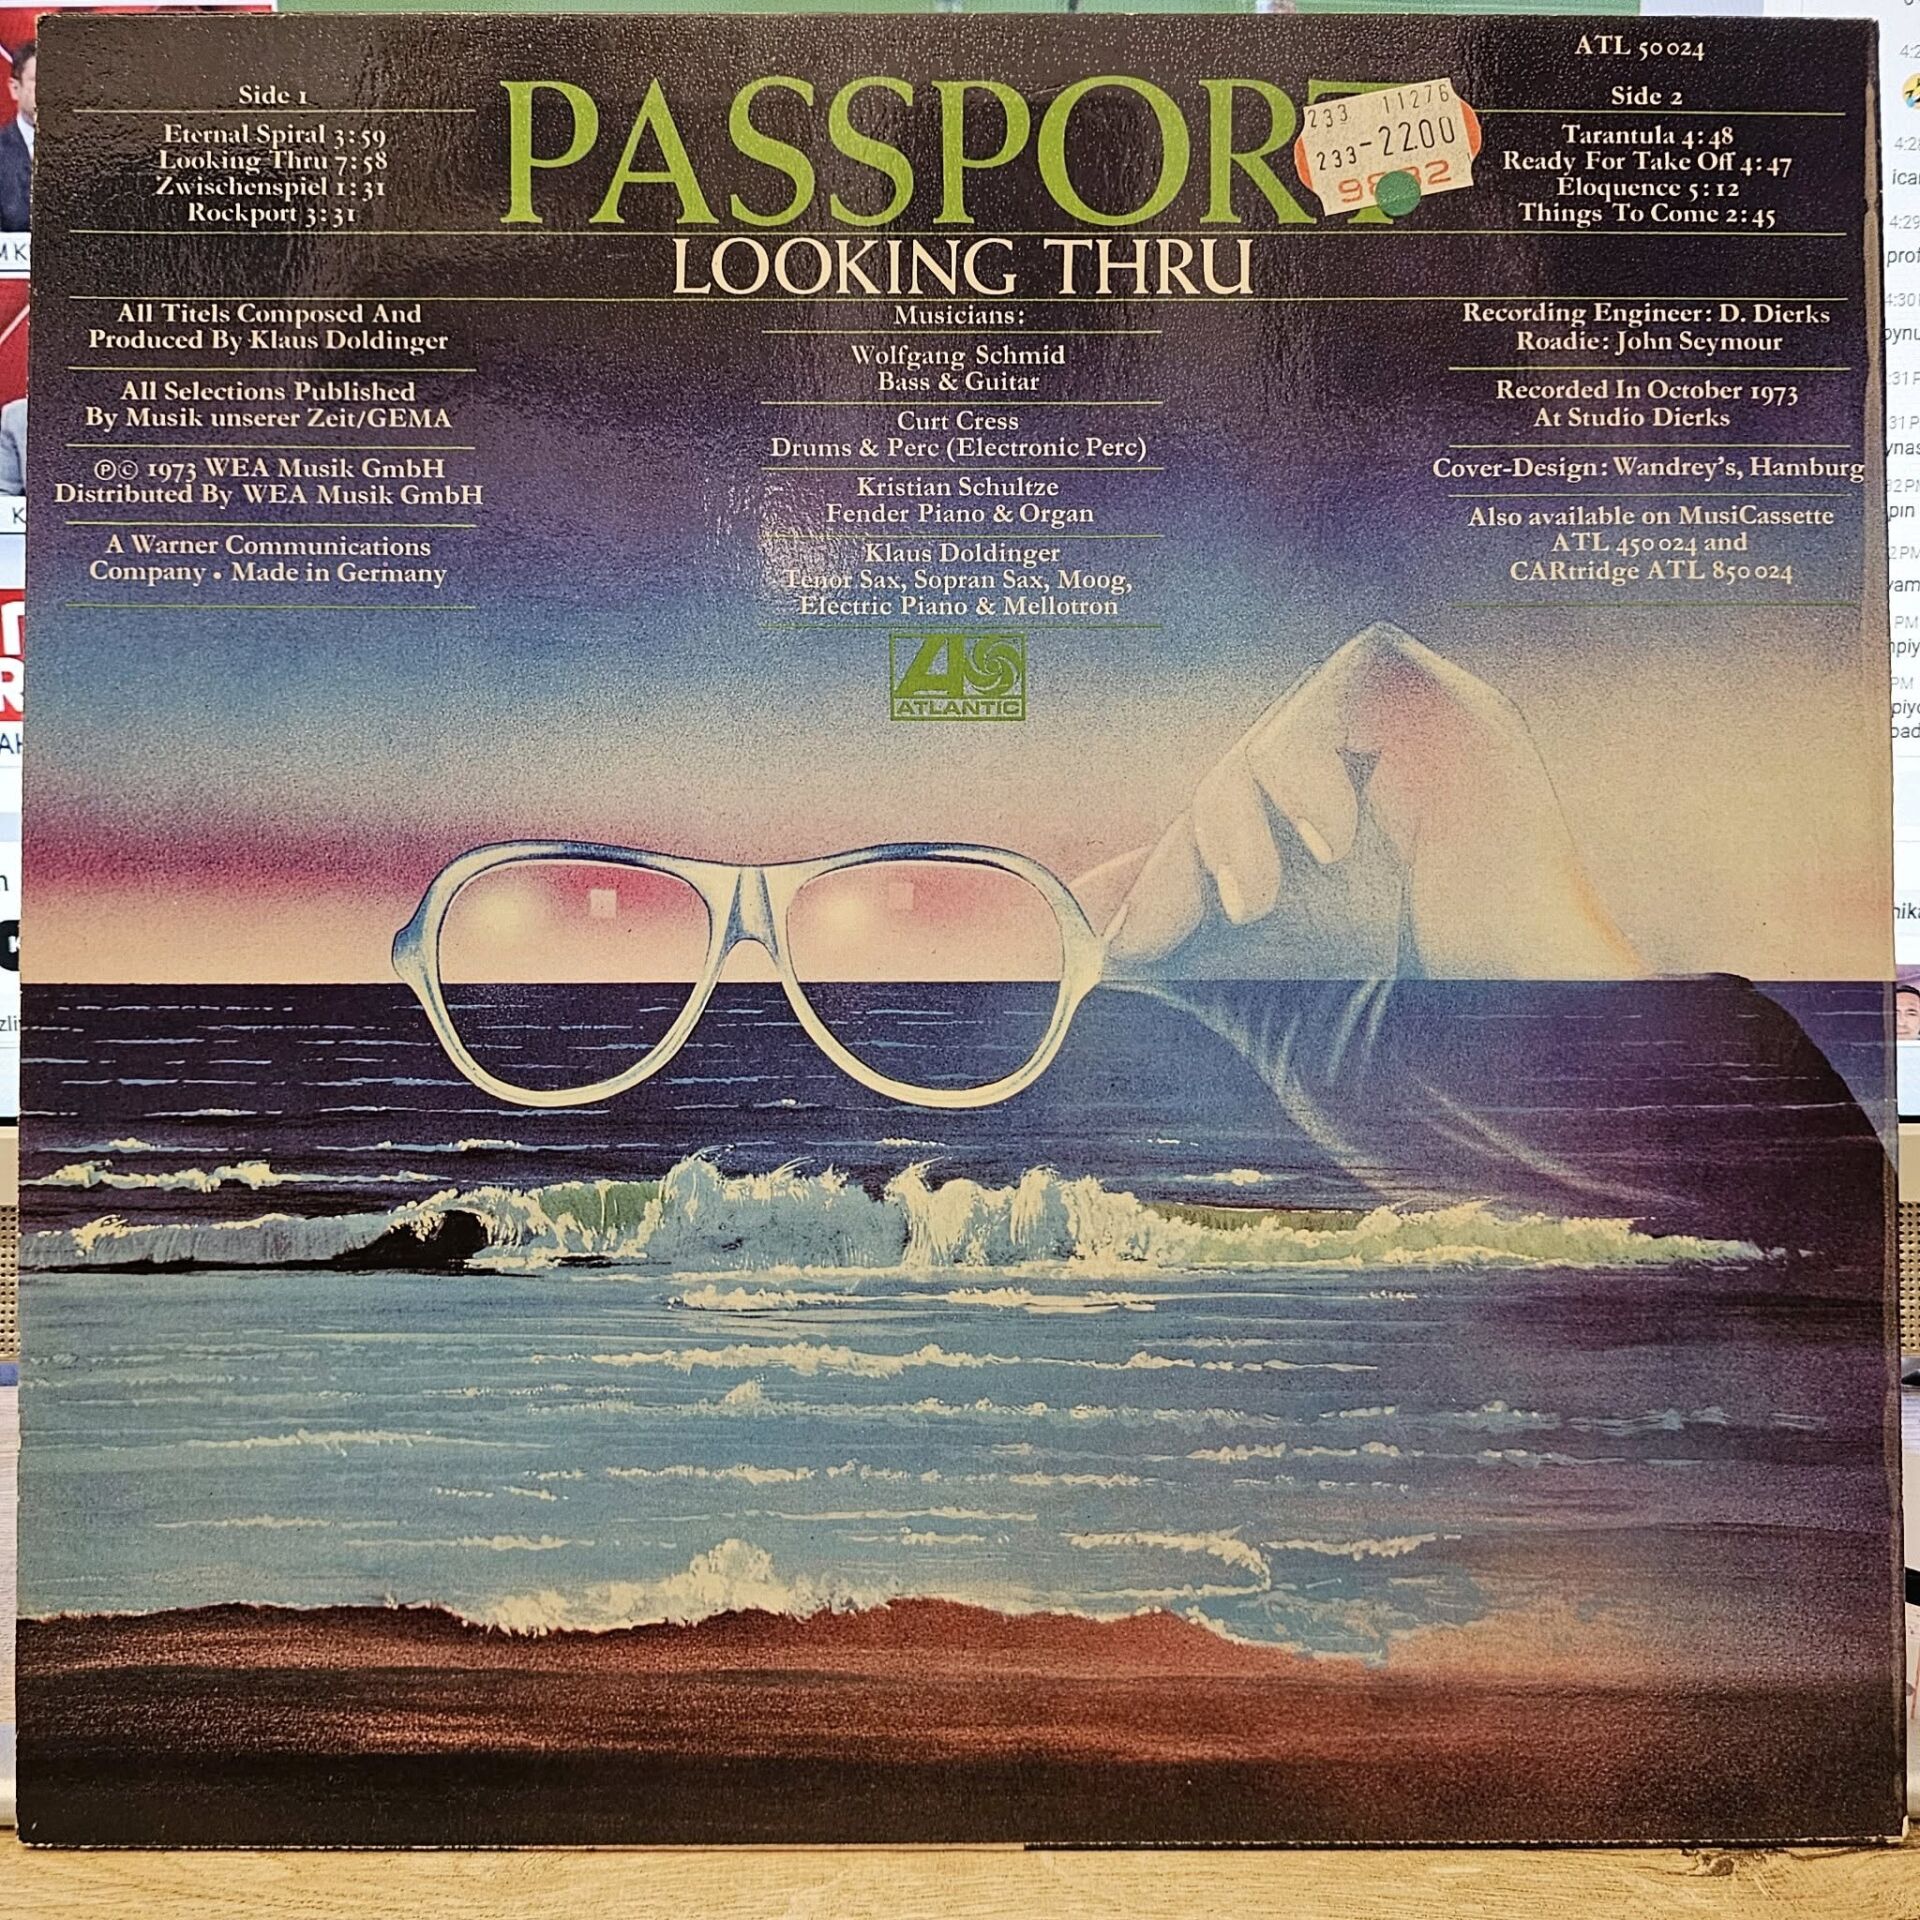 ATL 50024
Side 1
Eternal Spiral 3:59
Looking Thru 7:58
Zwischenspiel 1:31
Rockport 3:31
PASSPORT
LOOKING THRU
233 11276
233-2200
Side 2
Tarantula 4:48
Ready For Take Off 4:47
Eloquence 5:12
Things To Come 2:45
All Titels Composed And
Produced By Klaus Doldinger
All Selections Published
By Musik unserer Zeit/GEMA
℗© 1973 WEA Musik GmbH
Distributed By WEA Musik GmbH
A Warner Communications
Company • Made in Germany
Musicians:
Wolfgang Schmid
Bass & Guitar
Curt Cress
Drums & Perc (Electronic Perc)
Kristian Schultze
Fender Piano & Organ
Klaus Doldinger
Tenor Sax, Sopran Sax, Moog,
Electric Piano & Mellotron
ATLANTIC
Recording Engineer: D. Dierks
Roadie: John Seymour
Recorded In October 1973
At Studio Dierks
Cover-Design: Wandrey's, Hamburg
Also available on MusiCassette
ATL 450024 and
CARtridge ATL 850024